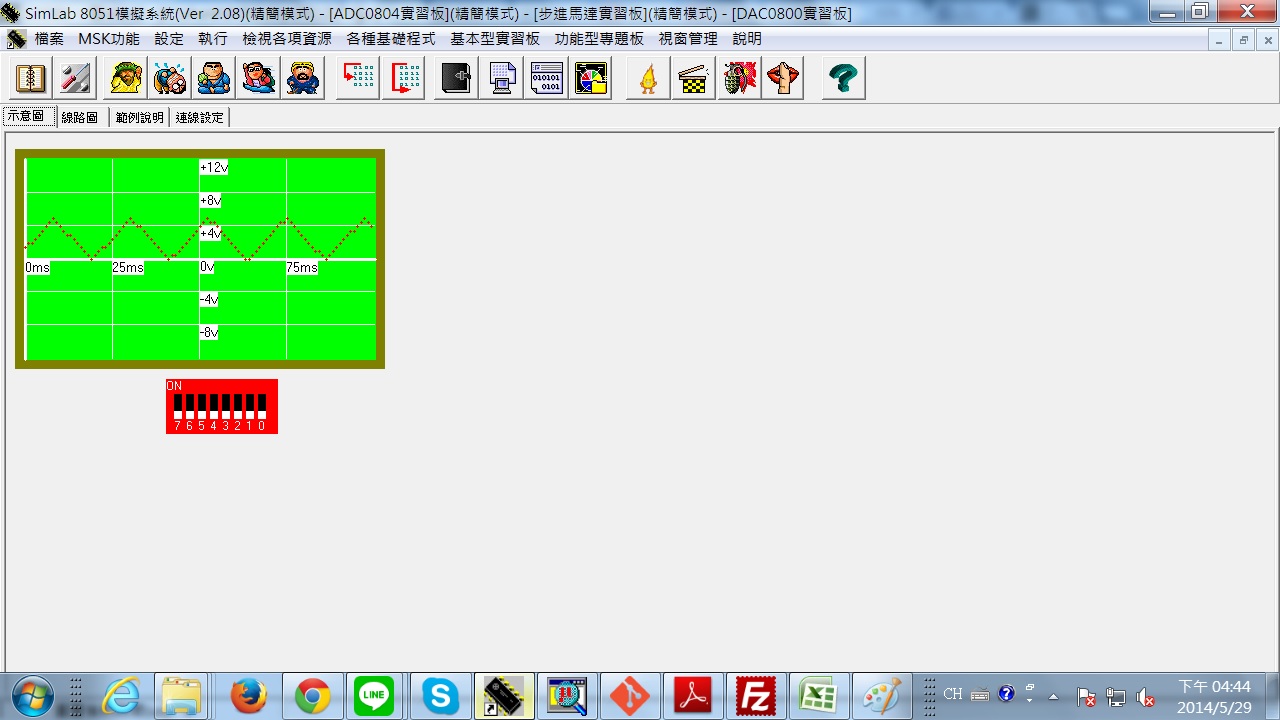 SimLab 8051模擬系統(Ver 2.08)(精簡模式) - [ADC0804實習板](精簡模式) - [步進馬達實習板](精簡模式) - [DAC0800實習板]
檔案 MSK功能 設定 執行 檢視各項資源 各種基礎程式 基本型實習板 功能型專題板 視窗管理 說明
示意圖 線路圖 範例說明 連線設定
+12v
+8v
+4v
0ms 25ms 0v 75ms
-4v
-8v
ON
7 6 5 4 3 2 1 0
LINE
CH
下午 04:44
2014/5/29